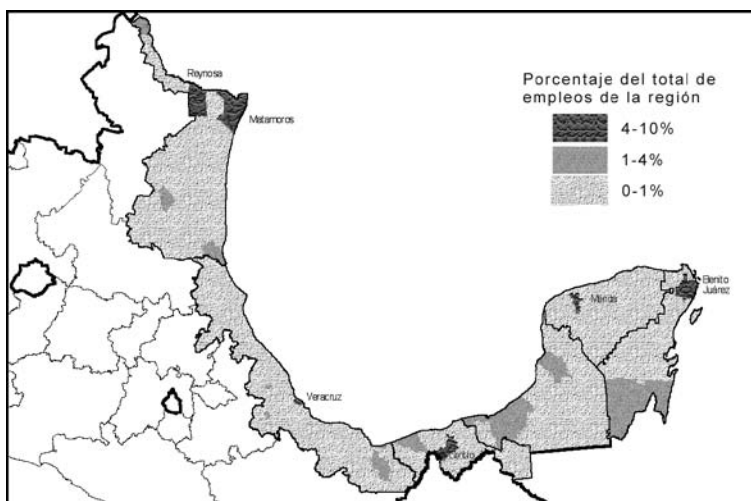 Reynosa
Matamoros
Porcentaje del total de
empleos de la región
4-10%
1-4%
0-1%
Benito
Juárez
Mérida
Veracruz
Centro